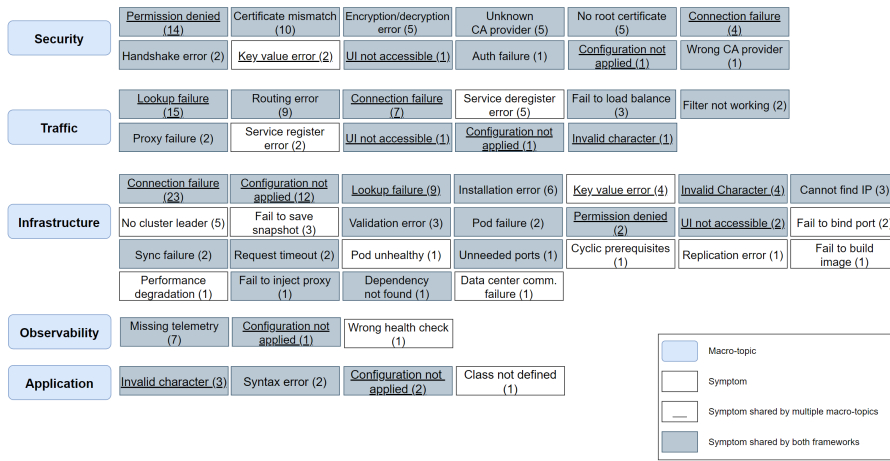 Security
Permission denied
(14)
Certificate mismatch
(10)
Encryption/decryption
error (5)
Unknown
CA provider (5)
No root certificate
(5)
Connection failure
(4)
Handshake error (2)
Key value error (2)
UI not accessible (1)
Auth failure (1)
Configuration not
applied (1)
Wrong CA provider
(1)
Traffic
Lookup failure
(15)
Routing error
(9)
Connection failure
(7)
Service deregister
error (5)
Fail to load balance
(3)
Filter not working (2)
Proxy failure (2)
Service register
error (2)
UI not accessible (1)
Configuration not
applied (1)
Invalid character (1)
Infrastructure
Connection failure
(23)
Configuration not
applied (12)
Lookup failure (9)
Installation error (6)
Key value error (4)
Invalid Character (4)
Cannot find IP (3)
No cluster leader (5)
Fail to save
snapshot (3)
Validation error (3)
Pod failure (2)
Permission denied
(2)
UI not accessible (2)
Fail to bind port (2)
Sync failure (2)
Request timeout (2)
Pod unhealthy (1)
Unneeded ports (1)
Cyclic prerequisites
(1)
Replication error (1)
Fail to build
image (1)
Performance
degradation (1)
Fail to inject proxy
(1)
Dependency
not found (1)
Data center comm.
failure (1)
Observability
Missing telemetry
(7)
Configuration not
applied (1)
Wrong health check
(1)
Application
Invalid character (3)
Syntax error (2)
Configuration not
applied (2)
Class not defined
(1)
Macro-topic
Symptom
Symptom shared by multiple macro-topics
Symptom shared by both frameworks